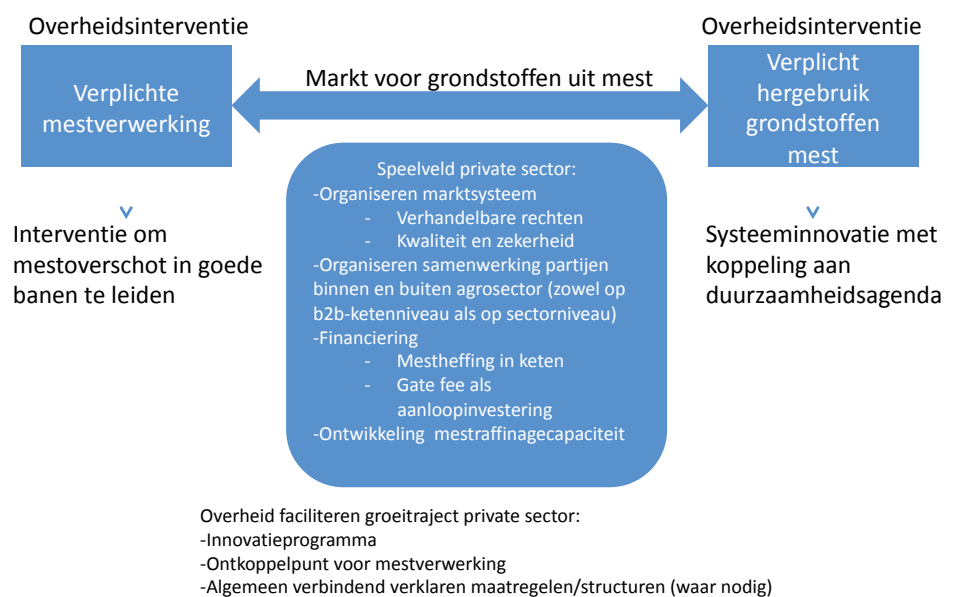 Overheidsinterventie
Verplichte
mestverwerking
Interventie om
mestoverschot in goede
banen te leiden
Markt voor grondstoffen uit mest
Overheidsinterventie
Verplicht
hergebruik
grondstoffen
mest
Systeeminnovatie met
koppeling aan
duurzaamheidsagenda
Speelveld private sector:
-Organiseren marktsysteem
- Verhandelbare rechten
- Kwaliteit en zekerheid
-Organiseren samenwerking partijen
binnen en buiten agrosector (zowel op
b2b-ketenniveau als op sectorniveau)
-Financiering
- Mestheffing in keten
- Gate fee als
aanloopinvestering
-Ontwikkeling mestraffinagecapaciteit
Overheid faciliteren groeitraject private sector:
-Innovatieprogramma
-Ontkoppelpunt voor mestverwerking
-Algemeen verbindend verklaren maatregelen/structuren (waar nodig)